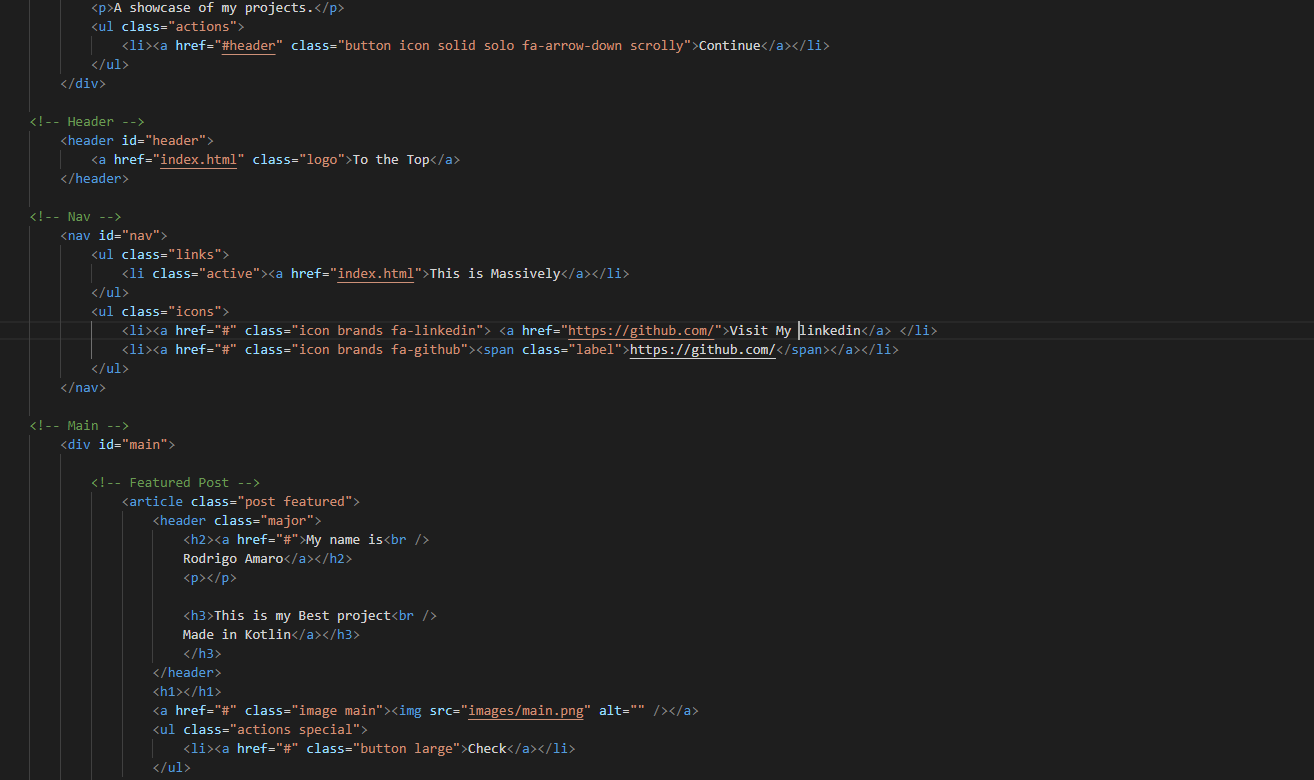 <p>A showcase of my projects.</p>
<ul class="actions">
<li><a href="#header" class="button icon solid solo fa-arrow-down scrolly">Continue</a></li>
</ul>
</div>
<!-- Header -->
<header id="header">
<a href="index.html" class="logo">To the Top</a>
</header>
<!-- Nav -->
<nav id="nav">
<ul class="links">
<li class="active"><a href="index.html">This is Massively</a></li>
</ul>
<ul class="icons">
<li><a href="#" class="icon brands fa-linkedin"> <a href="https://github.com/">Visit My linkedin</a> </li>
<li><a href="#" class="icon brands fa-github"><span class="label">https://github.com/</span></a></li>
</ul>
</nav>
<!-- Main -->
<div id="main">
<!-- Featured Post -->
<article class="post featured">
<header class="major">
<h2><a href="#">My name is<br />
Rodrigo Amaro</a></h2>
<p></p>
<h3>This is my Best project<br />
Made in Kotlin</a></h3>
</h3>
</header>
<h1></h1>
<a href="#" class="image main"><img src="images/main.png" alt="" /></a>
<ul class="actions special">
<li><a href="#" class="button large">Check</a></li>
</ul>